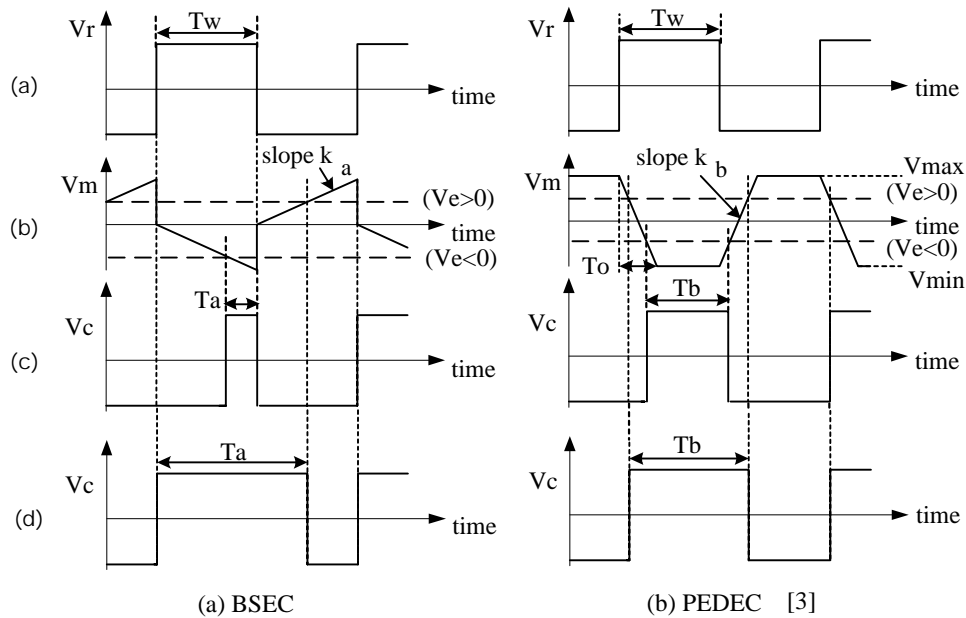 Tw
Vr
(a)
time
slope k
a
Vm
(Ve>0)
(b)
time
(Ve<0)
Ta
Vc
(c)
time
Ta
Vc
(d)
time
(a) BSEC
Tw
Vr
time
slope k
b
Vmax
Vm
(Ve>0)
time
(Ve<0)
To
Vmin
Tb
Vc
time
Tb
Vc
time
(b) PEDEC [3]